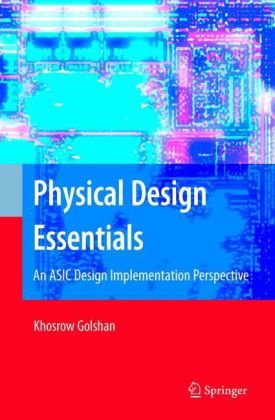 Physical Design
Essentials
An ASIC Design Implementation Perspective
Khosrow Golshan
Springer